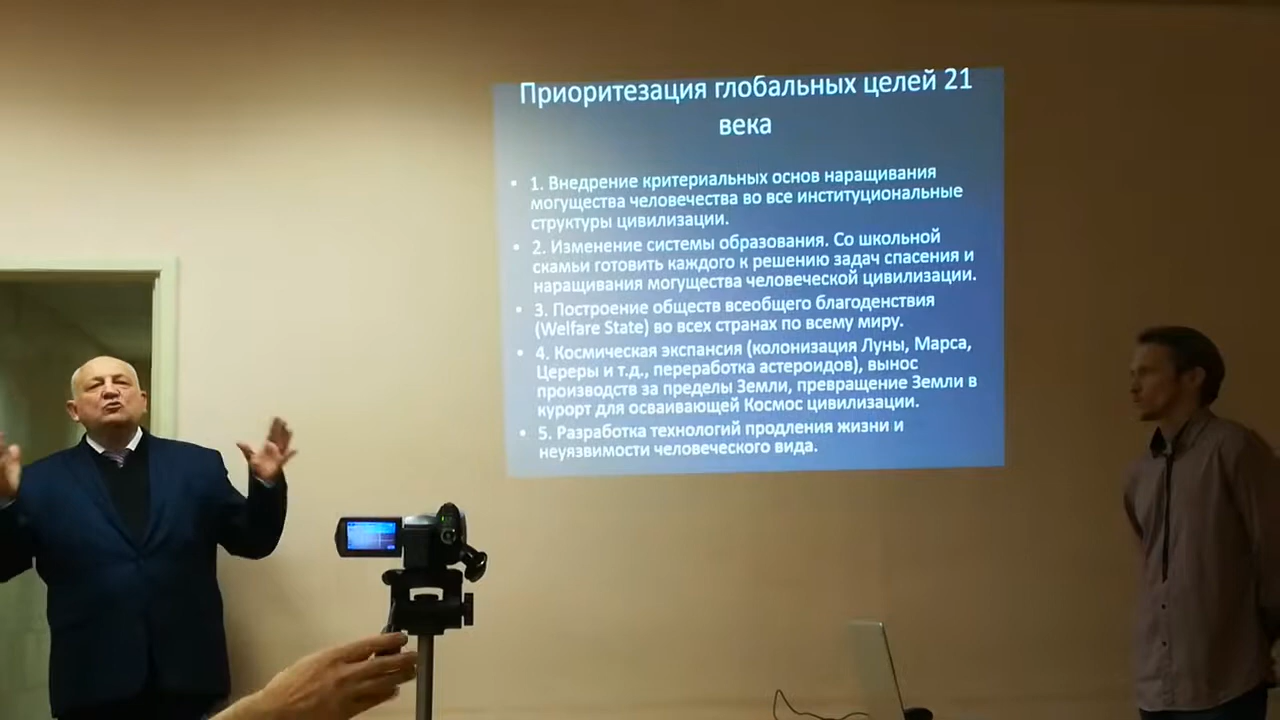 Приоритезация глобальных целей 21
века
• 1. Внедрение критериальных основ наращивания
могущества человечества во все институциональные
структуры цивилизации.
• 2. Изменение системы образования. Со школьной
скамьи готовить каждого к решению задач спасения и
наращивания могущества человеческой цивилизации.
• 3. Построение обществ всеобщего благоденствия
(Welfare State) во всех странах по всему миру.
• 4. Космическая экспансия (колонизация Луны, Марса,
Цереры и т.д., переработка астероидов), вынос
производств за пределы Земли, превращение Земли в
курорт для осваивающей Космос цивилизации.
• 5. Разработка технологий продления жизни и
неуязвимости человеческого вида.